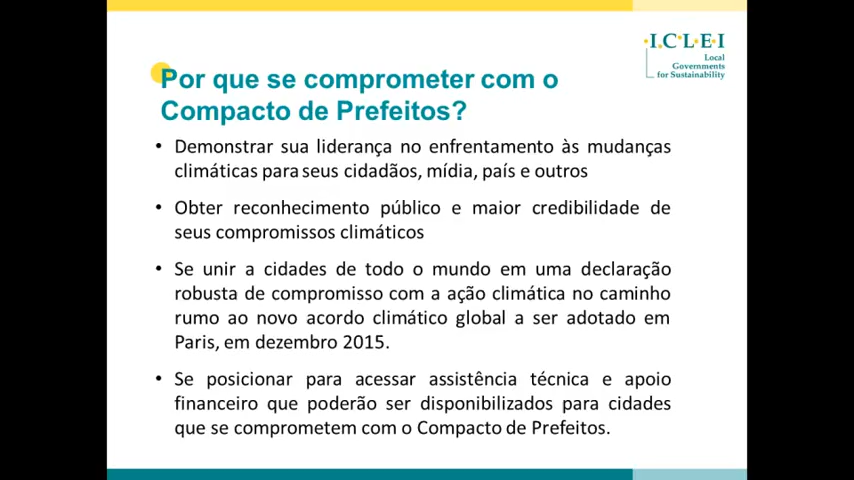 I.C.L.E.I
Local
Governments
for Sustainability
Por que se comprometer com o
Compacto de Prefeitos?
• Demonstrar sua liderança no enfrentamento às mudanças
climáticas para seus cidadãos, mídia, país e outros
• Obter reconhecimento público e maior credibilidade de
seus compromissos climáticos
• Se unir a cidades de todo o mundo em uma declaração
robusta de compromisso com a ação climática no caminho
rumo ao novo acordo climático global a ser adotado em
Paris, em dezembro 2015.
• Se posicionar para acessar assistência técnica e apoio
financeiro que poderão ser disponibilizados para cidades
que se comprometem com o Compacto de Prefeitos.